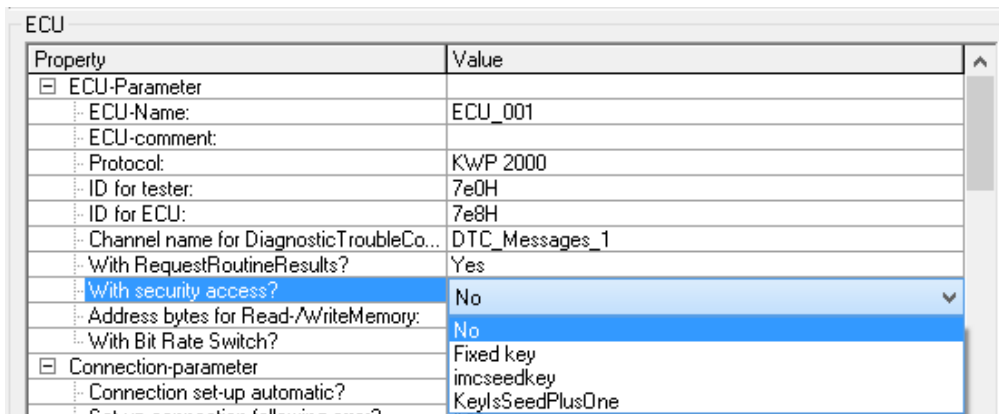 ECU
Property Value
ECU-Parameter
ECU-Name: ECU_001
ECU-comment:
Protocol: KWP 2000
ID for tester: 7e0H
ID for ECU: 7e8H
Channel name for DiagnosticTroubleCo... DTC_Messages_1
With RequestRoutineResults? Yes
With security access? No
Address bytes for Read-/WriteMemory:
No
With Bit Rate Switch?
Fixed key
Connection-parameter
imcseedkey
Connection set-up automatic?
KeyIsSeedPlusOne